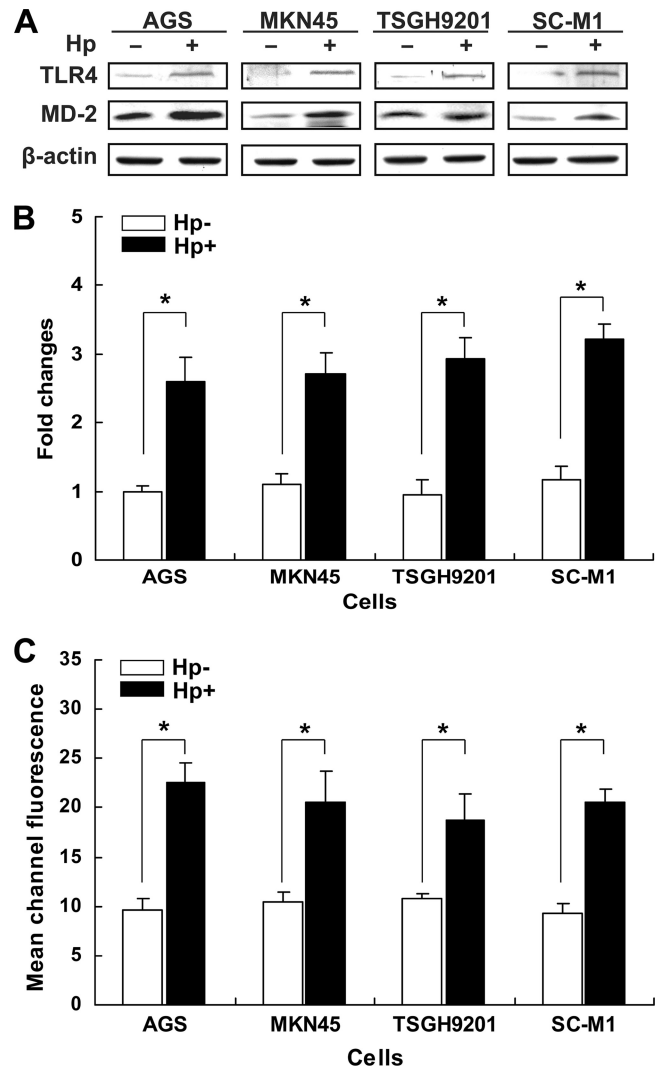 A
AGS MKN45 TSGH9201 SC-M1
Hp – + – + – + – +
TLR4
MD-2
β-actin
B
Hp-
Hp+
5
4
3
2
1
0
Fold changes
* * * *
AGS MKN45 TSGH9201 SC-M1
Cells
C
Hp-
Hp+
35
30
25
20
15
10
5
0
Mean channel fluorescence
* * * *
AGS MKN45 TSGH9201 SC-M1
Cells